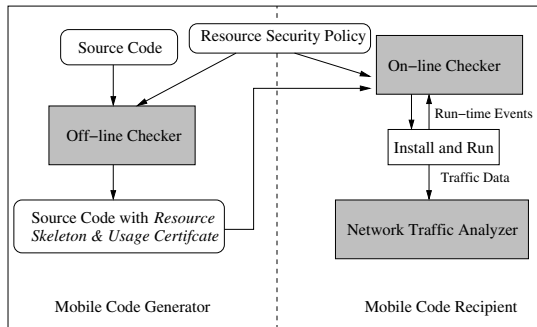 Source Code
Resource Security Policy
On-line Checker
Off-line Checker
Run-time Events
Install and Run
Traffic Data
Source Code with Resource
Skeleton & Usage Certifcate
Network Traffic Analyzer
Mobile Code Generator
Mobile Code Recipient